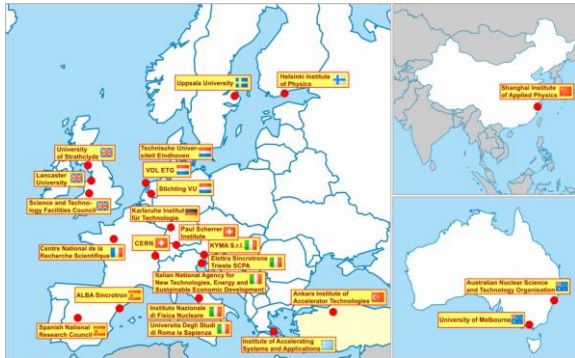 Uppsala University
Helsinki Institute
of Physics
University
of Strathclyde
Lancaster
University
Science and Techno-
logy Facilities Council
Technische Univer-
siteit Eindhoven
VDL ETG
Stichting VU
Karlsruhe Institut
für Technologie
Paul Scherrer
Institute
CERN
KYMA S.r.l.
Elettra Sincrotrone
Trieste SCPA
Centre National de la
Recherche Scientifique
Italian National Agency for
New Technologies, Energy and
Sustainable Economic Development
ALBA Sincrotron
Spanish National
Research Council
Instituto Nazionale
di Fisica Nucleare
Universita Degli Studi
di Roma la Sapienza
Ankara Institute of
Accelerator Technologies
Institute of Accelerating
Systems and Applications
Shanghai Institute
of Applied Physics
Australian Nuclear Science
and Technology Organisation
University of Melbourne